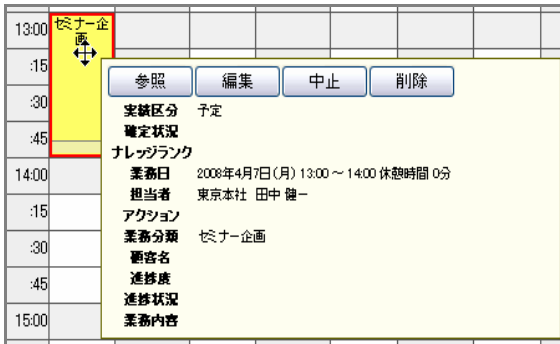 13:00
セミナー企
画
:15
:30
:45
14:00
:15
:30
:45
15:00
参照 編集 中止 削除
実績区分 予定
確定状況
ナレッジランク
業務日 2008年4月7日(月) 13:00 ～ 14:00 休憩時間 0分
担当者 東京本社 田中 健一
アクション
業務分類 セミナー企画
顧客名
進捗度
進捗状況
業務内容